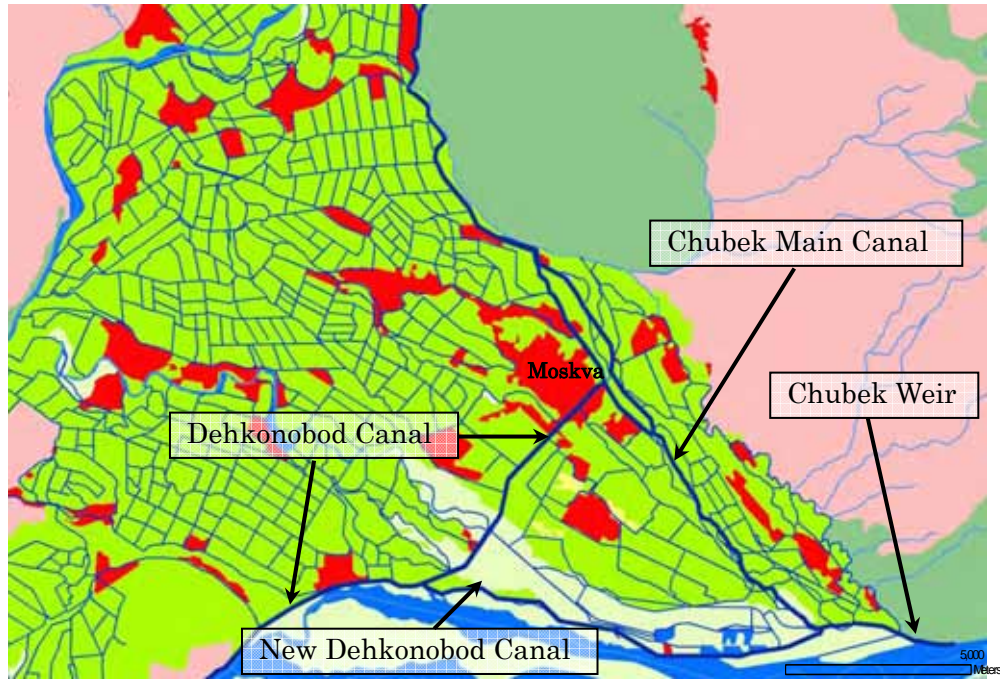 Chubek Main Canal
Moskva
Chubek Weir
Dehkonobod Canal
New Dehkonobod Canal
5,000
Meters